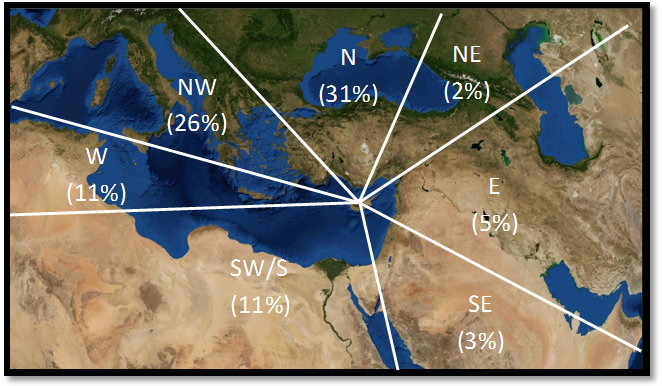 N
(31%)
NE
(2%)
NW
(26%)
W
(11%)
E
(5%)
SW/S
(11%)
SE
(3%)